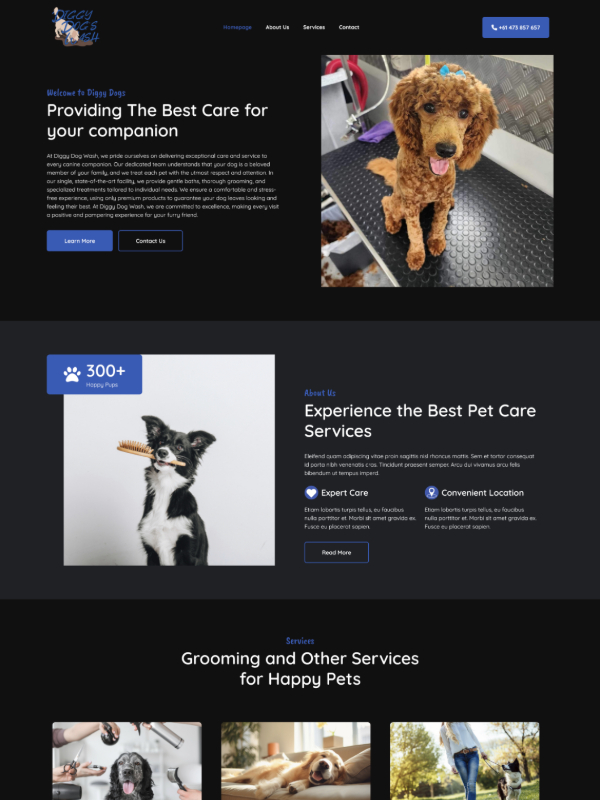 DIGGY
DOG'S
WASH
Homepage About Us Services Contact
+61 473 857 657
Welcome to Diggy Dogs
Providing The Best Care for
your companion
At Diggy Dog Wash, we pride ourselves on delivering exceptional care and service to
every canine companion. Our dedicated team understands that your dog is a beloved
member of your family, and we treat each pet with the utmost respect and attention. In
our single, state-of-the-art facility, we provide gentle baths, thorough grooming, and
specialized treatments tailored to individual needs. We ensure a comfortable and stress-
free experience, using only premium products to guarantee your dog leaves looking and
feeling their best. At Diggy Dog Wash, we are committed to excellence, making every visit
a positive and pampering experience for your furry friend.
Learn More
Contact Us
300+
Happy Pups
About Us
Experience the Best Pet Care
Services
Eleifend quam adipiscing vitae proin sagittis nisl rhoncus mattis. Sem et tortor consequat
id porta nibh venenatis cras. Tincidunt praesent semper. Arcu dui vivamus arcu felis
bibendum ut tempus imperd.
Expert Care
Etiam lobortis turpis tellus, eu faucibus
nulla porttitor et. Morbi sit amet gravida ex.
Fusce eu placerat sapien.
Convenient Location
Etiam lobortis turpis tellus, eu faucibus
nulla porttitor et. Morbi sit amet gravida ex.
Fusce eu placerat sapien.
Read More
Services
Grooming and Other Services
for Happy Pets